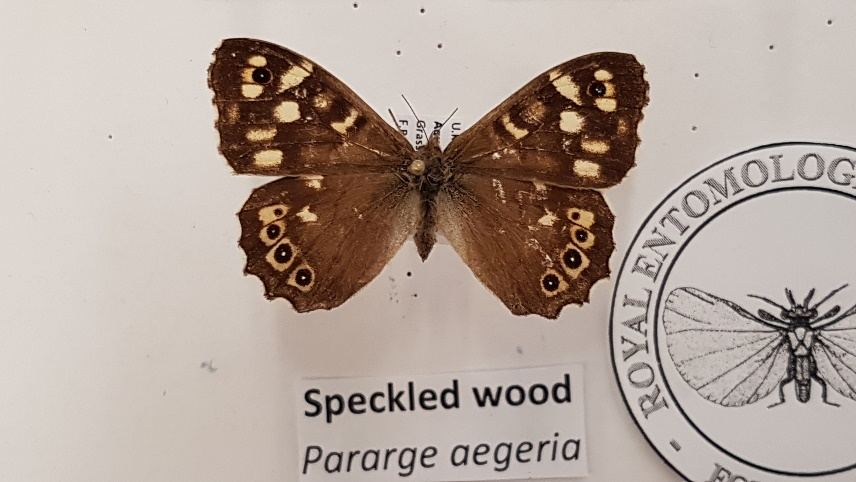 Speckled wood
Pararge aegeria
- ROYAL ENTOMOLOG